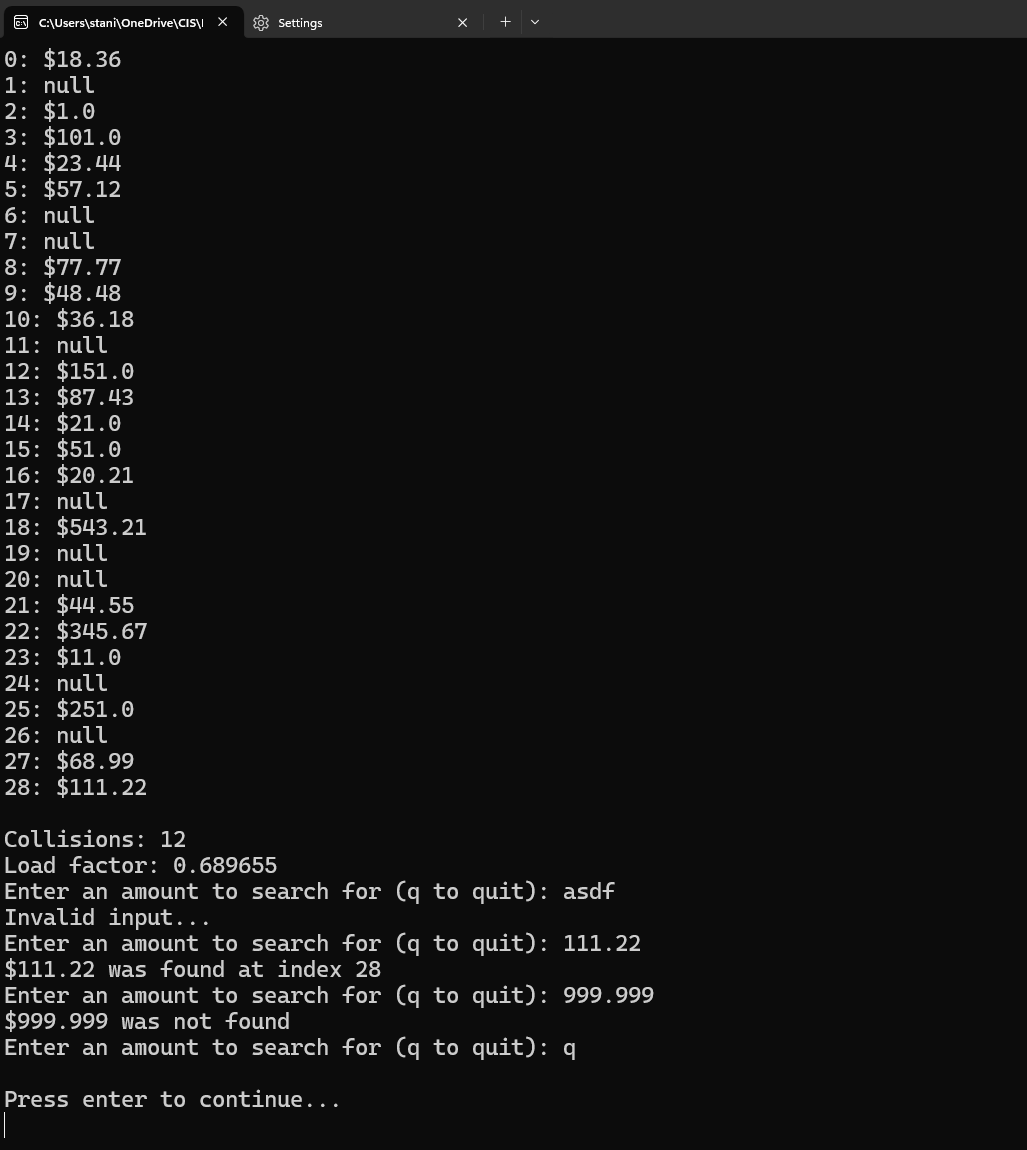 C:\Users\stani\OneDrive\CIS\
Settings
0: $18.36
1: null
2: $1.0
3: $101.0
4: $23.44
5: $57.12
6: null
7: null
8: $77.77
9: $48.48
10: $36.18
11: null
12: $151.0
13: $87.43
14: $21.0
15: $51.0
16: $20.21
17: null
18: $543.21
19: null
20: null
21: $44.55
22: $345.67
23: $11.0
24: null
25: $251.0
26: null
27: $68.99
28: $111.22
Collisions: 12
Load factor: 0.689655
Enter an amount to search for (q to quit): asdf
Invalid input...
Enter an amount to search for (q to quit): 111.22
$111.22 was found at index 28
Enter an amount to search for (q to quit): 999.999
$999.999 was not found
Enter an amount to search for (q to quit): q
Press enter to continue...